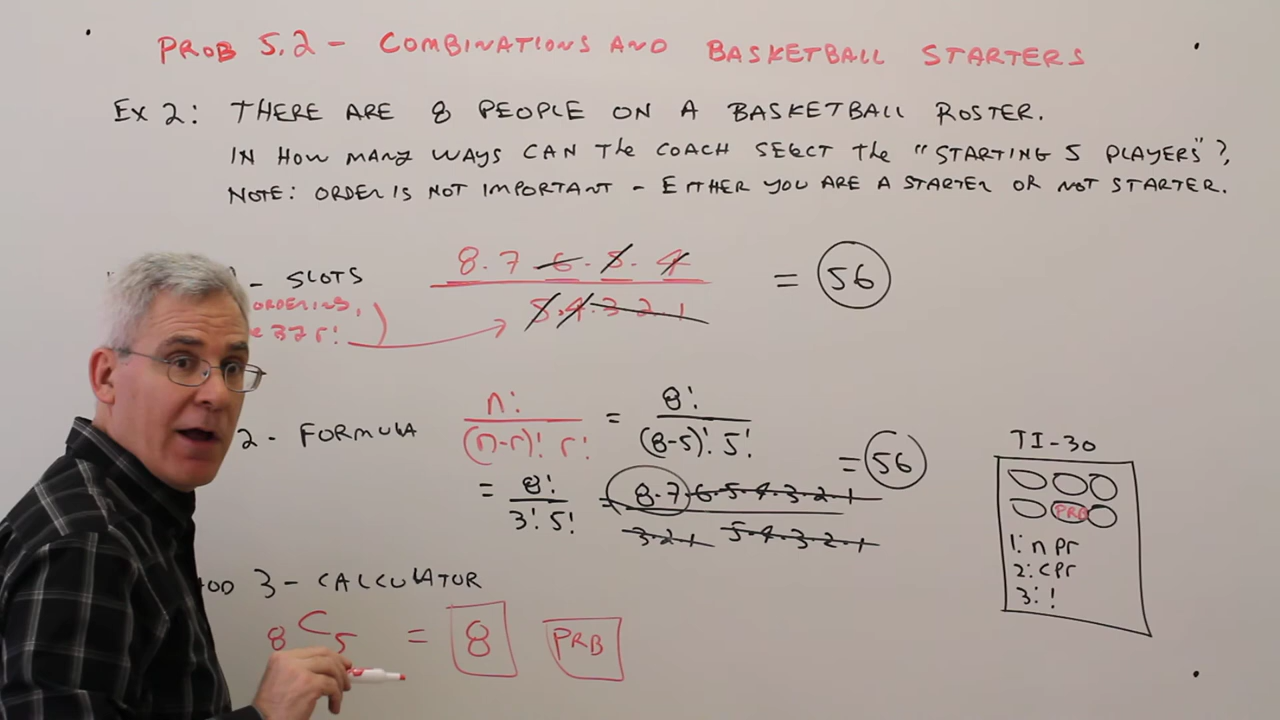 PROB 5.2 - COMBINATIONS AND BASKETBALL STARTERS
Ex 2: THERE ARE 8 PEOPLE ON A BASKETBALL ROSTER.
IN HOW MANY WAYS CAN THE COACH SELECT THE "STARTING 5 PLAYERS"?
NOTE: ORDER IS NOT IMPORTANT - EITHER YOU ARE A STARTER OR NOT STARTER.
- SLOTS
8.7 6.5.4 = 56
5.4.3.2.1
ORDERING,
r!
2 - FORMULA
n! = 8!
(n-r)! r! (8-5)! 5!
= 8! 8.7.6.5.4.3.2.1 = 56
3! 5! 3.2.1 5.4.3.2.1
TI-30
PRB
1: n pr
2: cpr
3: !
OD 3 - CALCULATOR
8 C 5 = 8 PRB